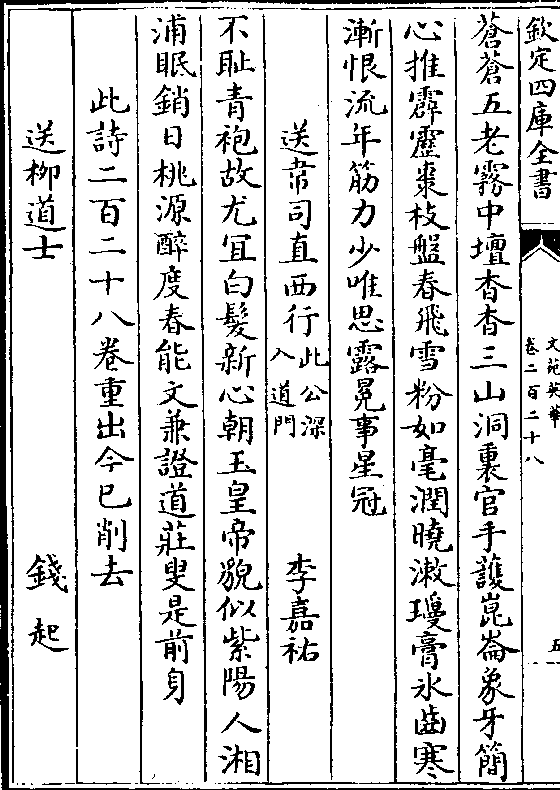 欽定四庫全書
文苑英華
卷二百二十八
五
蒼蒼五老霧中壇杳杳三山洞裏官手護崑崙象牙簡
心推霹靂棗枝盤春飛雪粉如毫潤曉漱瓊膏氷齒寒
漸恨流年筋力少唯思露冕事星冠
送韋司直西行此公深入道門 李嘉祐
不恥青袍故尤宜白髮新心朝玉皇帝貌似紫陽人湘
浦眠銷日桃源醉度春能文兼證道莊叟是前身
此詩二百二十八卷重出今已削去
送柳道士 錢起